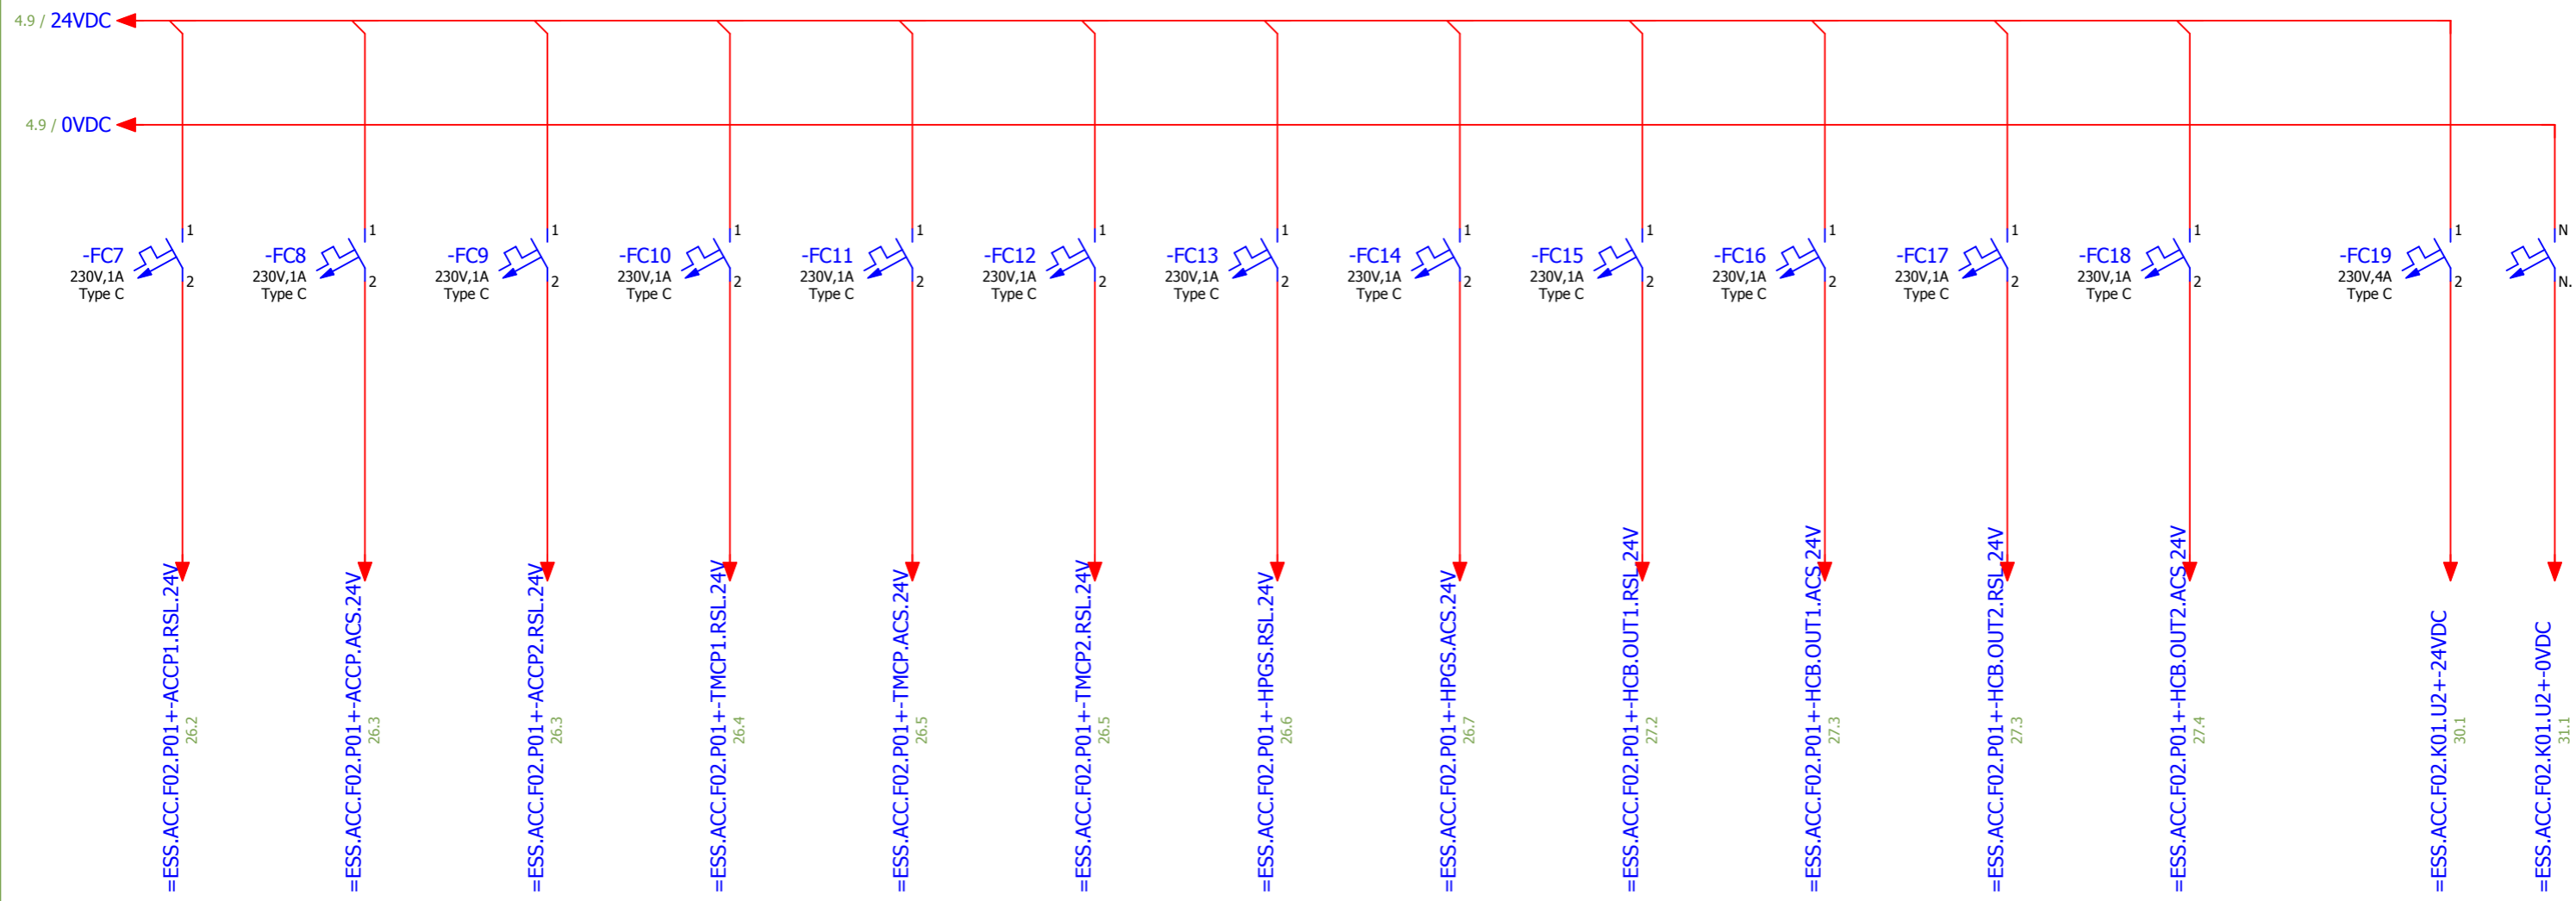 4.9 / 24VDC
4.9 / 0VDC
-FC7
230V,1A
Type C
1
2
-FC8
230V,1A
Type C
1
2
-FC9
230V,1A
Type C
1
2
-FC10
230V,1A
Type C
1
2
-FC11
230V,1A
Type C
1
2
-FC12
230V,1A
Type C
1
2
-FC13
230V,1A
Type C
1
2
-FC14
230V,1A
Type C
1
2
-FC15
230V,1A
Type C
1
2
-FC16
230V,1A
Type C
1
2
-FC17
230V,1A
Type C
1
2
-FC18
230V,1A
Type C
1
2
-FC19
230V,4A
Type C
1
2
N
N.
=ESS.ACC.F02.P01+-ACCP1.RSL.24V
26.2
=ESS.ACC.F02.P01+-ACCP.ACS.24V
26.3
=ESS.ACC.F02.P01+-ACCP2.RSL.24V
26.3
=ESS.ACC.F02.P01+-TMCP1.RSL.24V
26.4
=ESS.ACC.F02.P01+-TMCP.ACS.24V
26.5
=ESS.ACC.F02.P01+-TMCP2.RSL.24V
26.5
=ESS.ACC.F02.P01+-HPGS.RSL.24V
26.6
=ESS.ACC.F02.P01+-HPGS.ACS.24V
26.7
=ESS.ACC.F02.P01+-HCB.OUT1.RSL.24V
27.2
=ESS.ACC.F02.P01+-HCB.OUT1.ACS.24V
27.3
=ESS.ACC.F02.P01+-HCB.OUT2.RSL.24V
27.3
=ESS.ACC.F02.P01+-HCB.OUT2.ACS.24V
27.4
=ESS.ACC.F02.K01.U2+-24VDC
30.1
=ESS.ACC.F02.K01.U2+-0VDC
31.1